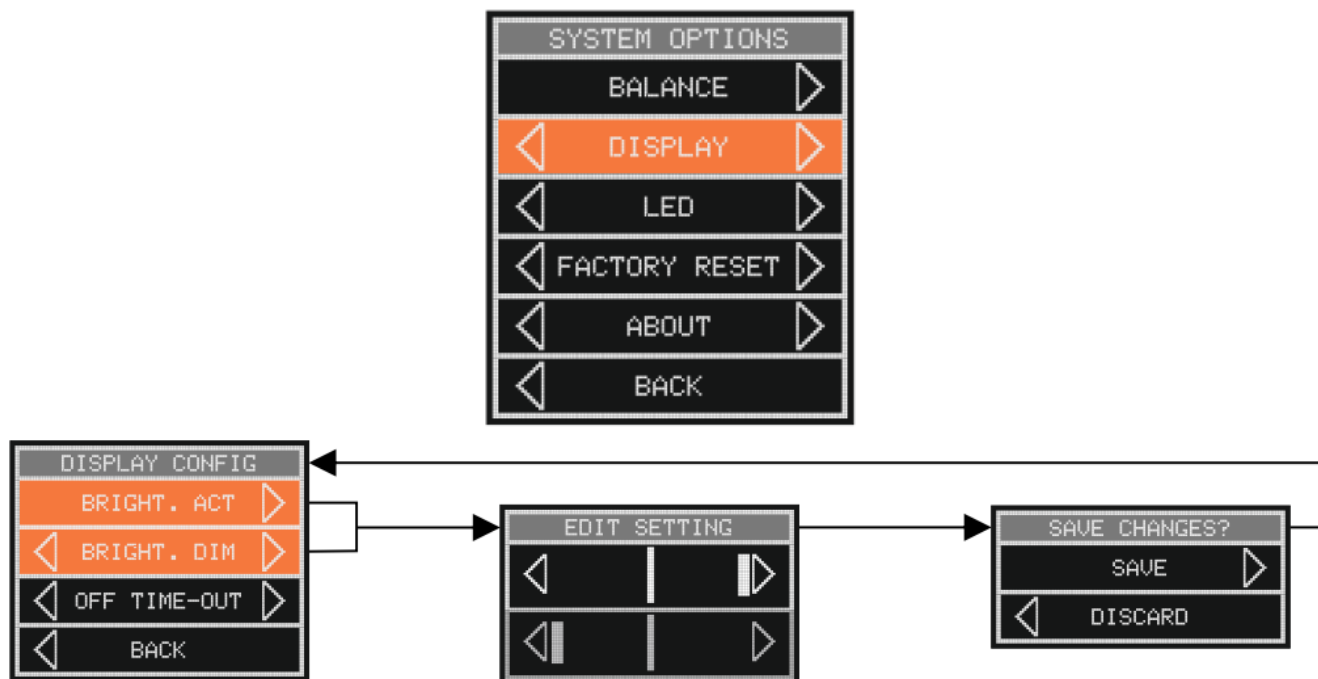 SYSTEM OPTIONS
BALANCE
DISPLAY
LED
FACTORY RESET
ABOUT
BACK
DISPLAY CONFIG
BRIGHT. ACT
BRIGHT. DIM
OFF TIME-OUT
BACK
EDIT SETTING
SAVE CHANGES?
SAVE
DISCARD